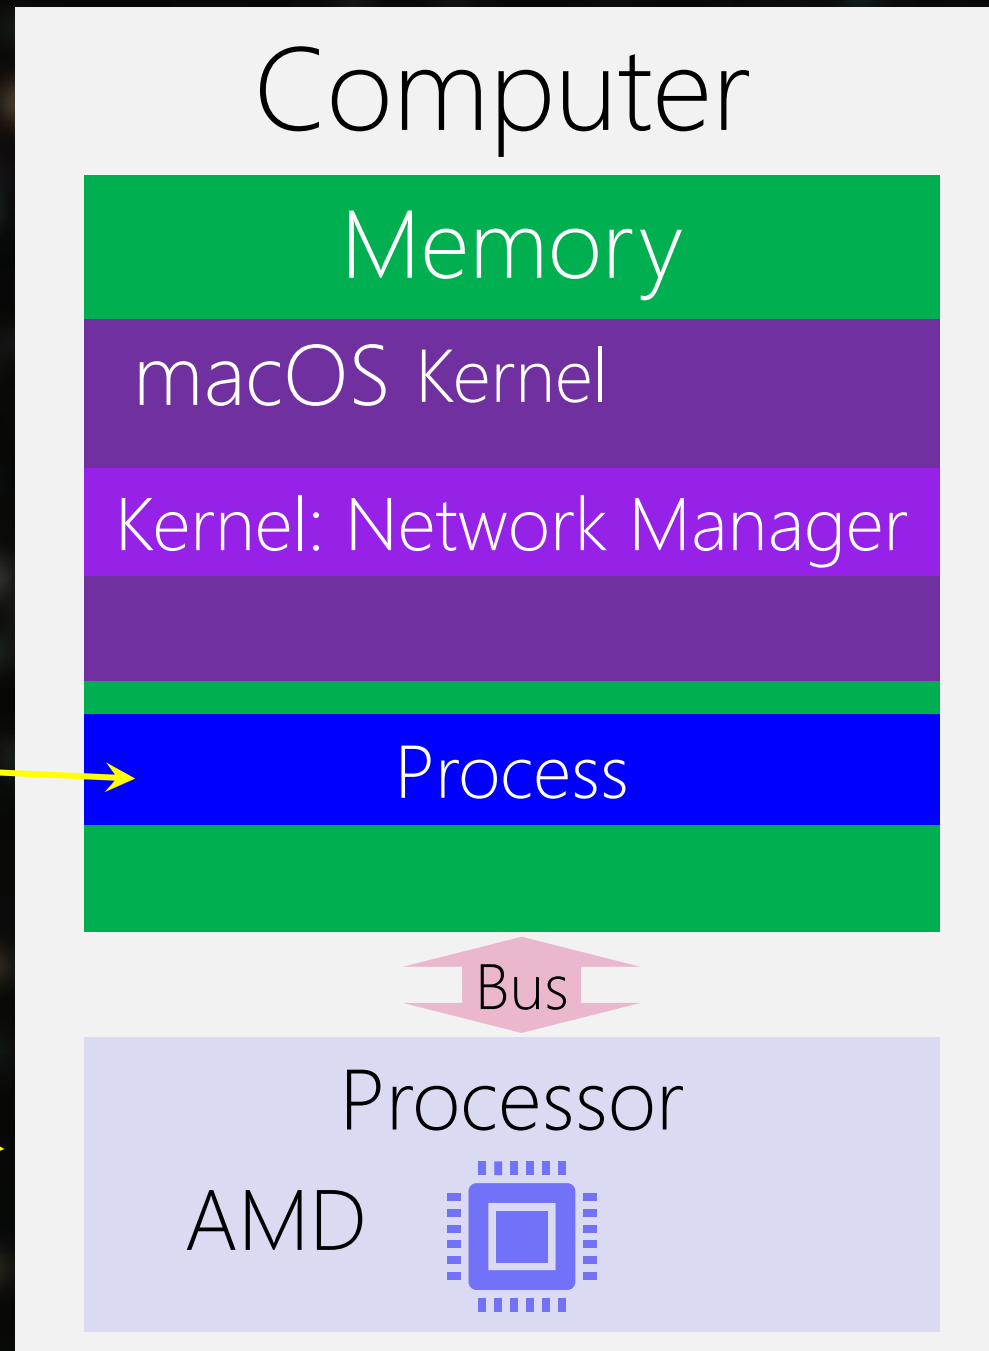 Computer
Memory
macOS Kernel
Kernel: Network Manager
Process
Bus
Processor
AMD